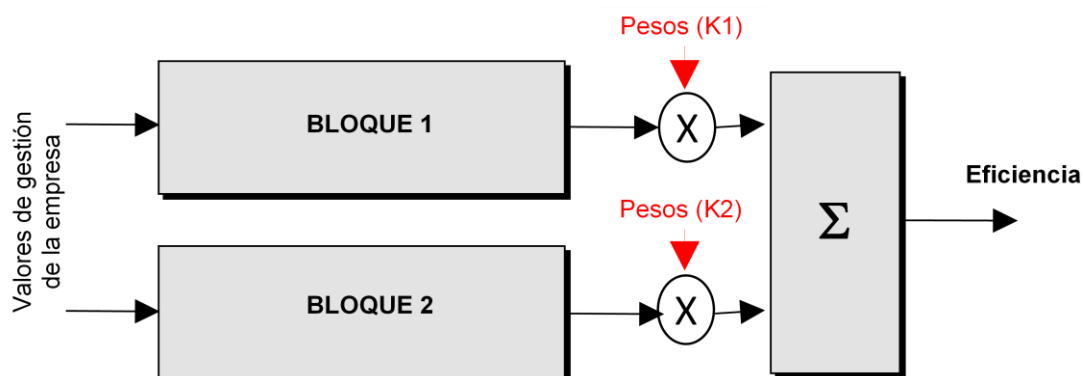 Pesos (K1)
BLOQUE 1
X
Valores de gestión
de la empresa
Eficiencia
Pesos (K2)
Σ
BLOQUE 2
X